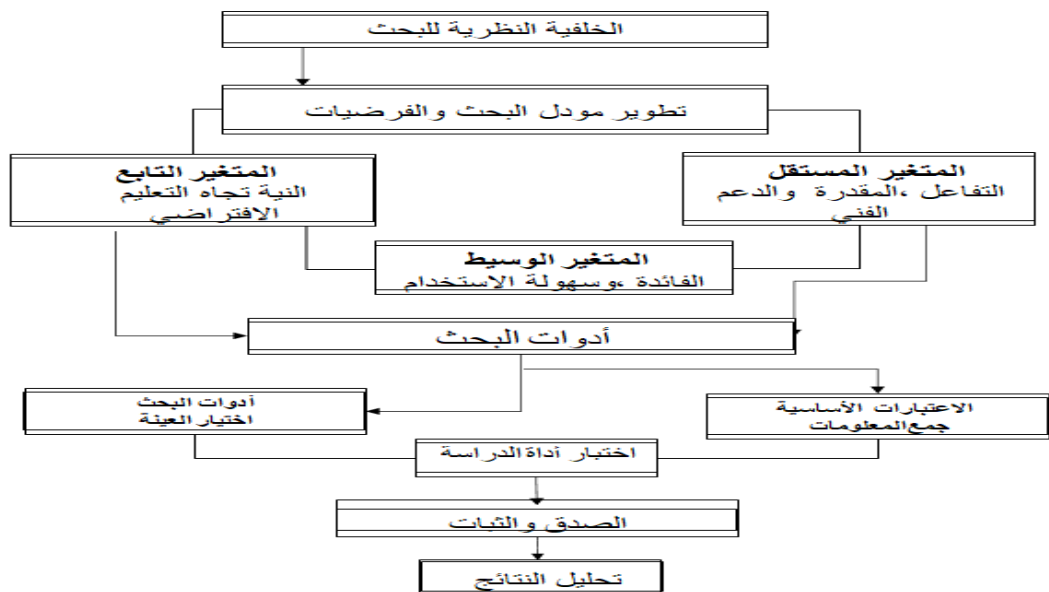 الخلفية النظرية للبحث
تطوير مودل البحث والفرضيات
المتغير المستقل
التفاعل ،المقدرة والدعم
الفني
المتغير التابع
النية تجاه التعليم
الافتراضي
المتغير الوسيط
الفائدة ،وسهولة الاستخدام
أدوات البحث
الاعتبارات الأساسية
جمع المعلومات
أدوات البحث
اختيار العينة
اختبار أداة الدراسة
الصدق والثبات
تحليل النتائج